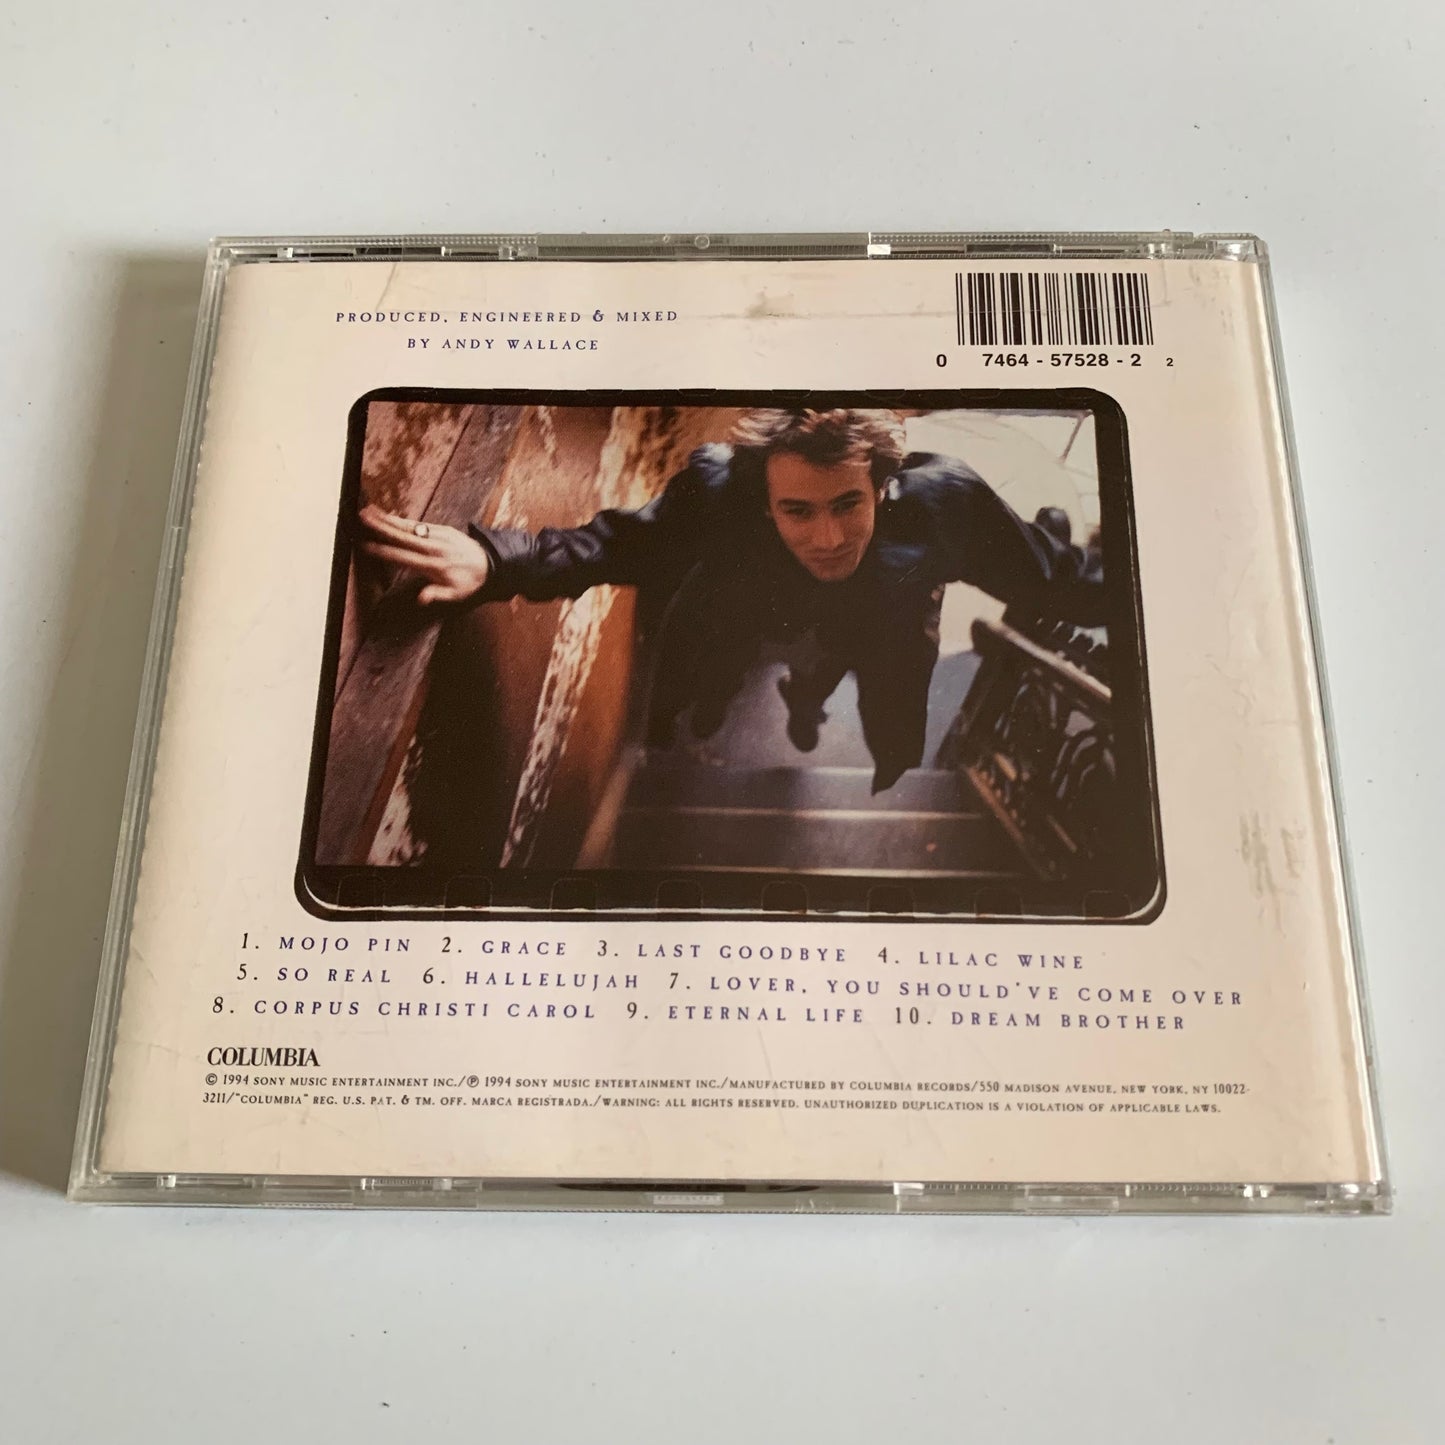 PRODUCED, ENGINEERED & MIXED
BY ANDY WALLACE
0 7464 - 57528 - 2 2
1. MOJO PIN 2. GRACE 3. LAST GOODBYE 4. LILAC WINE
5. SO REAL 6. HALLELUJAH 7. LOVER, YOU SHOULD'VE COME OVER
8. CORPUS CHRISTI CAROL 9. ETERNAL LIFE 10. DREAM BROTHER
COLUMBIA
© 1994 SONY MUSIC ENTERTAINMENT INC./℗ 1994 SONY MUSIC ENTERTAINMENT INC./MANUFACTURED BY COLUMBIA RECORDS/550 MADISON AVENUE, NEW YORK, NY 10022-
3211/"COLUMBIA" REG. U.S. PAT. & TM. OFF. MARCA REGISTRADA./WARNING: ALL RIGHTS RESERVED. UNAUTHORIZED DUPLICATION IS A VIOLATION OF APPLICABLE LAWS.